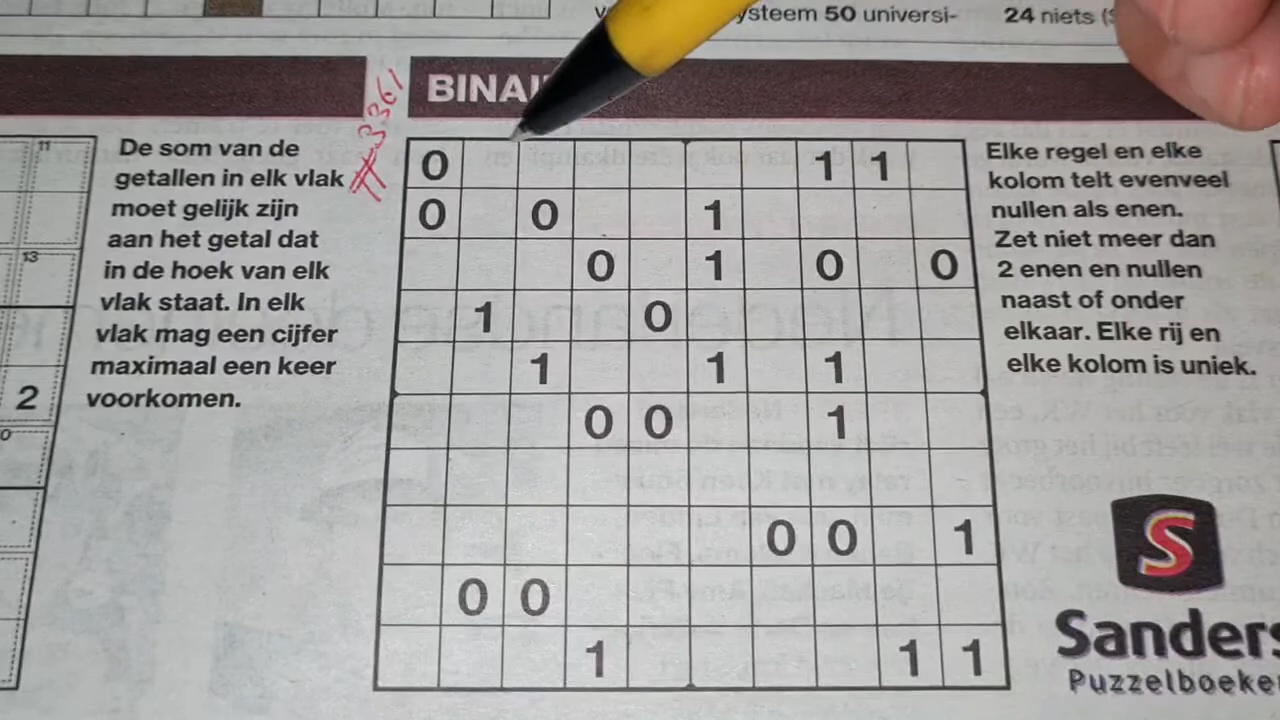 ysteem 50 universi-
24 niets
BINAI
#3361
11
13
2
De som van de
getallen in elk vlak
moet gelijk zijn
aan het getal dat
in de hoek van elk
vlak staat. In elk
vlak mag een cijfer
maximaal een keer
voorkomen.
0 1 1
0 0 1
0 1 0 0
1 0
1 1 1
0 0 1
0 0 1
0 0
1 1 1
Elke regel en elke
kolom telt evenveel
nullen als enen.
Zet niet meer dan
2 enen en nullen
naast of onder
elkaar. Elke rij en
elke kolom is uniek.
S
Sanders
Puzzelboeke